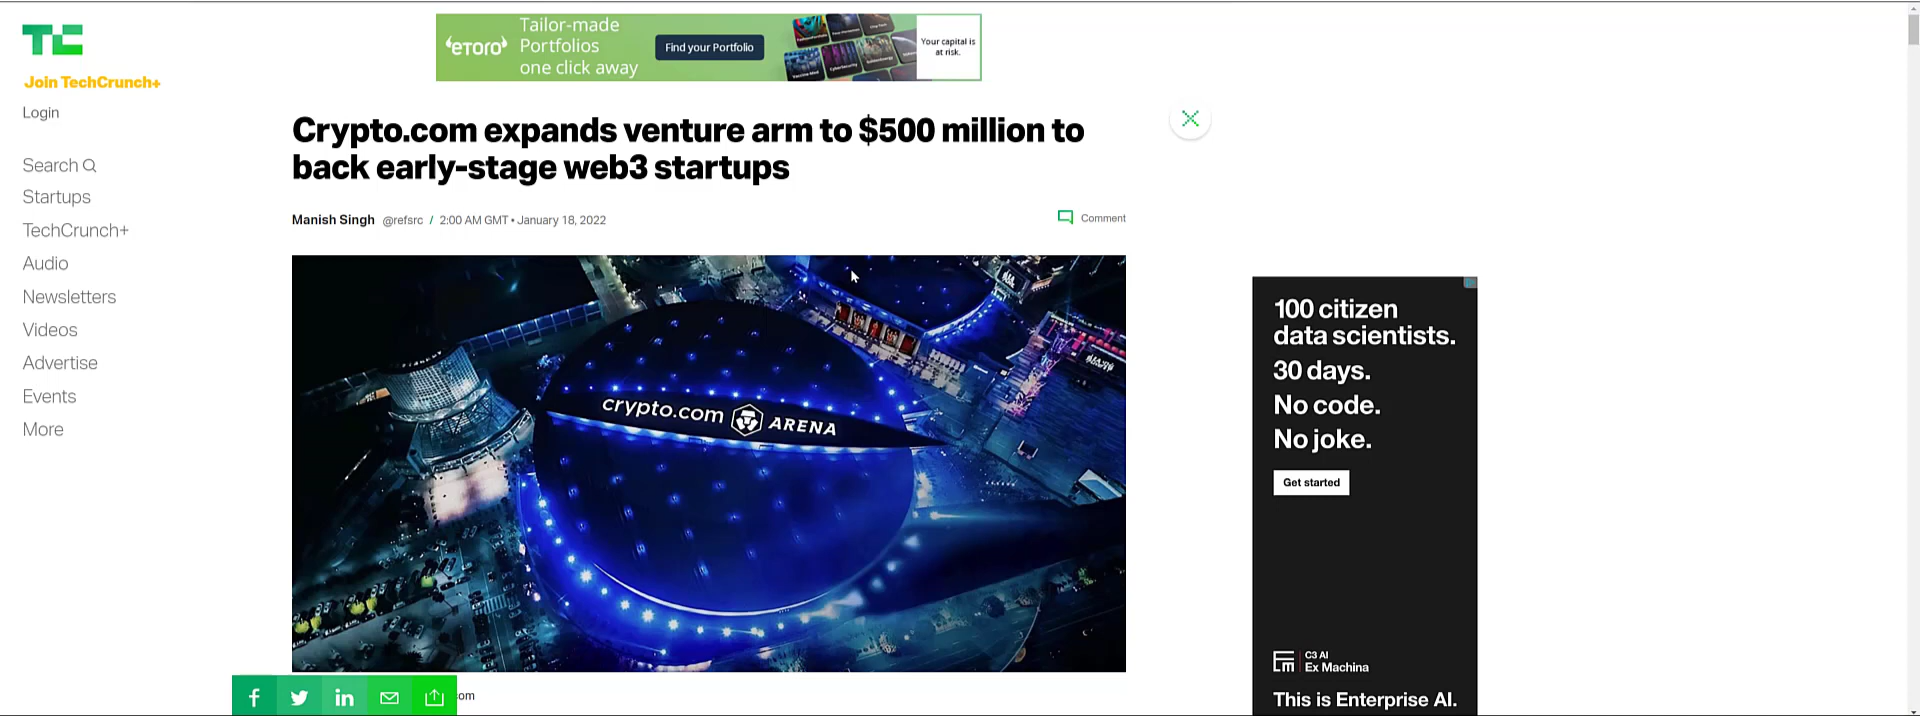 TC
Join TechCrunch+
Login
Search
Startups
TechCrunch+
Audio
Newsletters
Videos
Advertise
Events
More
eTORO
Tailor-made
Portfolios
one click away
Find your Portfolio
Your capital is
at risk.
Crypto.com expands venture arm to $500 million to
back early-stage web3 startups
Manish Singh @refsrc / 2:00 AM GMT • January 18, 2022
Comment
crypto.com ARENA
com
100 citizen
data scientists.
30 days.
No code.
No joke.
Get started
C3 AI
Ex Machina
This is Enterprise AI.